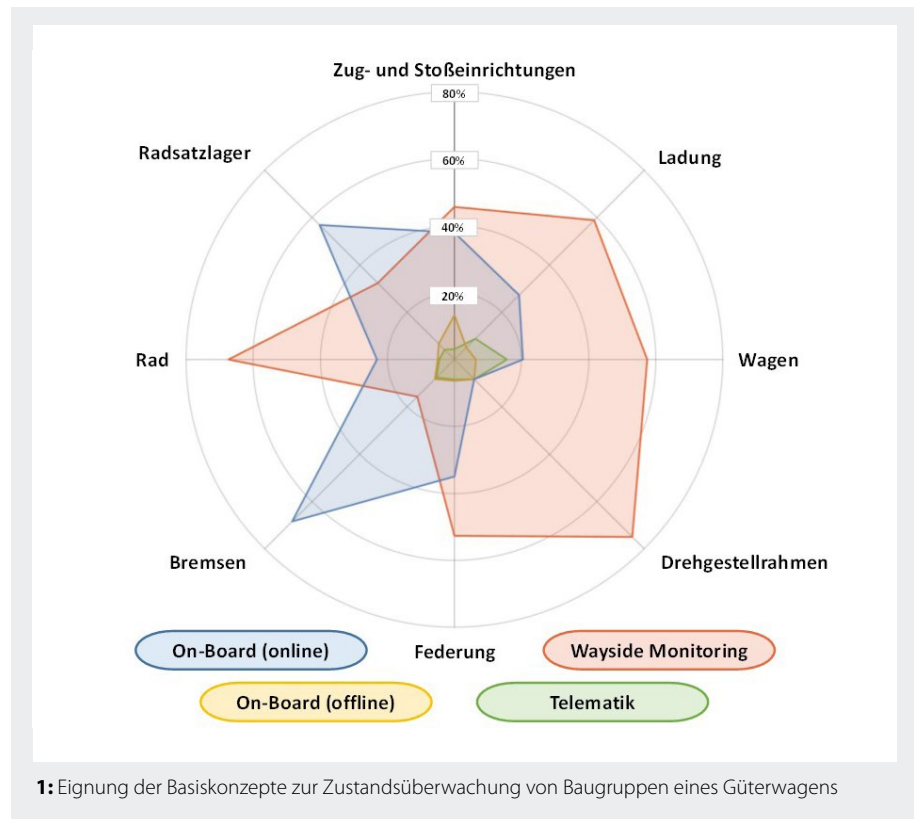 Zug- und Stoßeinrichtungen
80%
Radsatzlager
Ladung
60%
40%
20%
Rad
Wagen
Bremsen
Drehgestellrahmen
Federung
On-Board (online)
Wayside Monitoring
On-Board (offline)
Telematik
1: Eignung der Basiskonzepte zur Zustandsüberwachung von Baugruppen eines Güterwagens